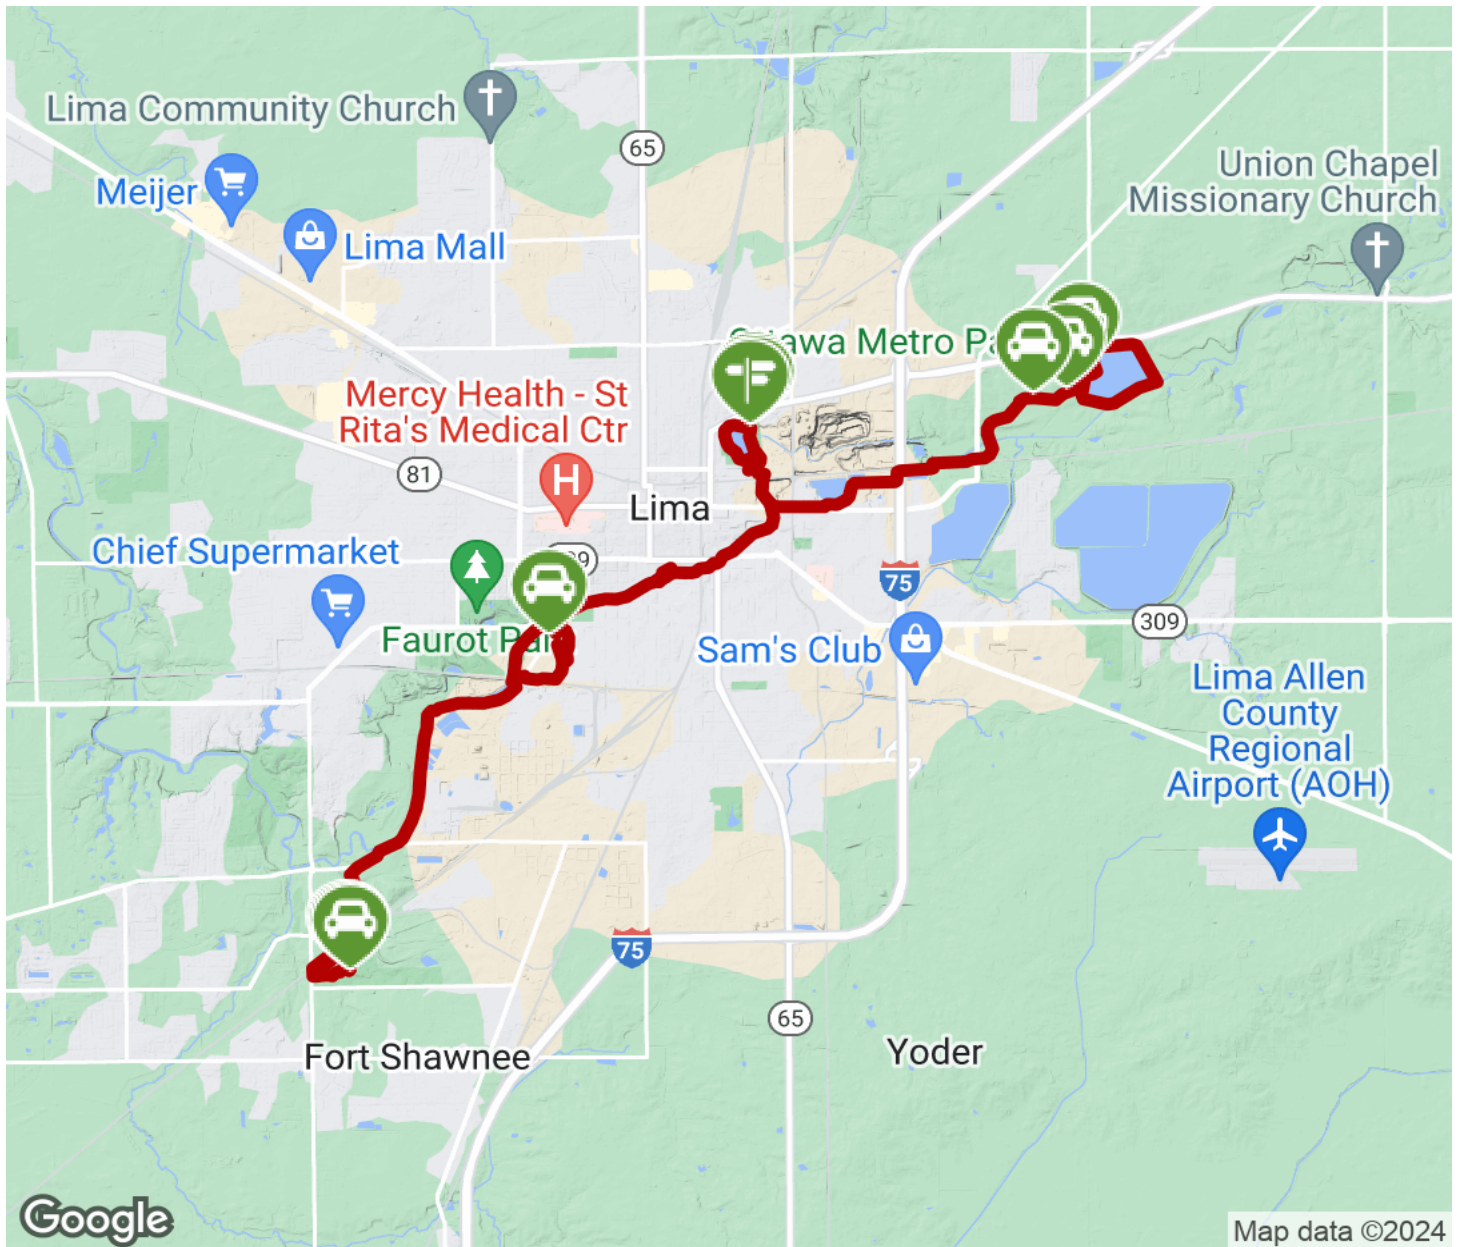 Lima Community Church
65
Union Chapel
Missionary Church
Meijer
Lima Mall
Mercy Health - St
Rita's Medical Ctr
H
81
Lima
Chief Supermarket
75
309
Faurot
Sam's Club
Lima Allen
County
Regional
Airport (AOH)
75
65
Fort Shawnee
Yoder
Google
Map data ©2024